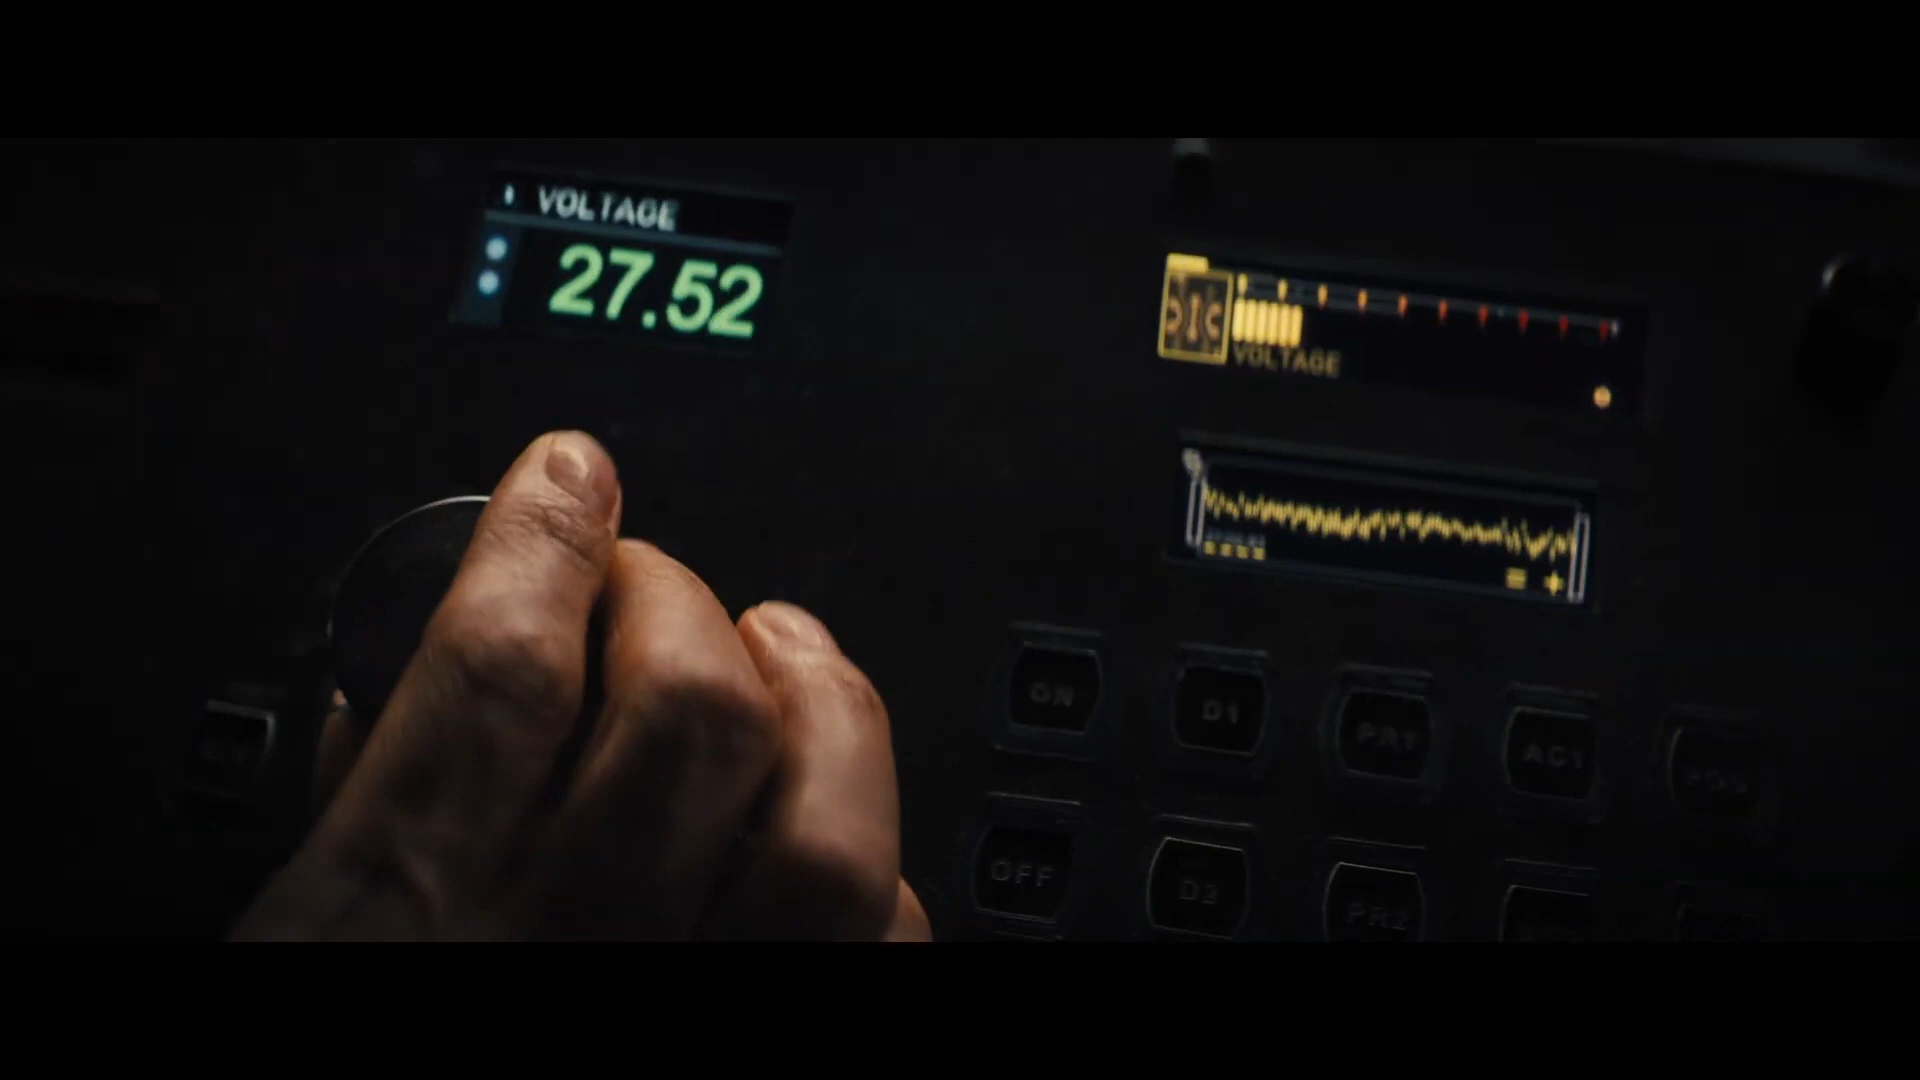 VOLTAGE
27.52
VOLTAGE
ON
D1
PR1
AC1
OFF
D2
PR2